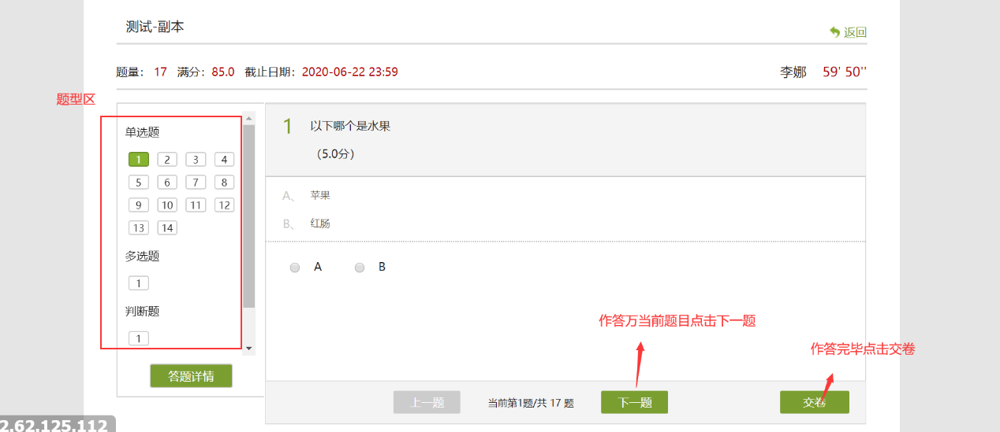 测试-副本
返回
题量： 17 满分：85.0 截止日期：2020-06-22 23:59
李娜 59' 50''
题型区
单选题
1 2 3 4
5 6 7 8
9 10 11 12
13 14
多选题
1
判断题
1
答题详情
1 以下哪个是水果
（5.0分）
A、 苹果
B、 红肠
A B
作答万当前题目点击下一题
作答完毕点击交卷
上一题 当前第1题/共 17 题 下一题 交卷
2.62.125.112